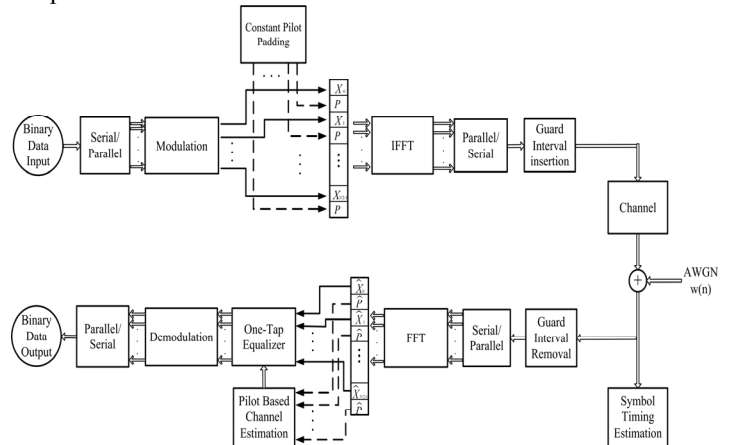 Constant Pilot
Padding
. . .
X₀
P
X₁
P
P
Binary
Data
Input
Serial/
Parallel
Modulation
IFFT
Parallel/
Serial
Guard
Interval
insertion
Channel
+
AWGN
w(n)
Binary
Data
Output
Parallel/
Serial
Demodulation
One-Tap
Equalizer
P̂
P̂
P̂
FFT
Serial/
Parallel
Guard
Interval
Removal
Pilot Based
Channel
Estimation
Symbol
Timing
Estimation